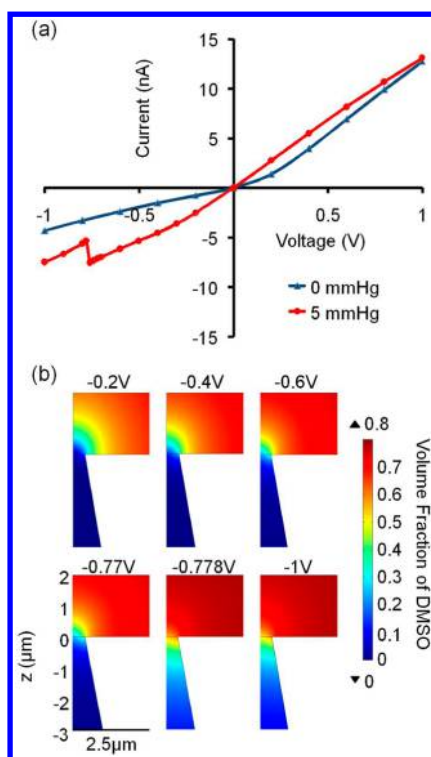 (a)
15
10
5
-1
-0.5
0
0.5
1
-5
-10
-15
Current (nA)
Voltage (V)
0 mmHg
5 mmHg
(b)
-0.2V
-0.4V
-0.6V
0.8
0.7
0.6
0.5
0.4
0.3
0.2
0.1
0
0
Volume Fraction of DMSO
-0.77V
-0.778V
-1V
2
1
0
-1
-2
-3
z (μm)
2.5μm